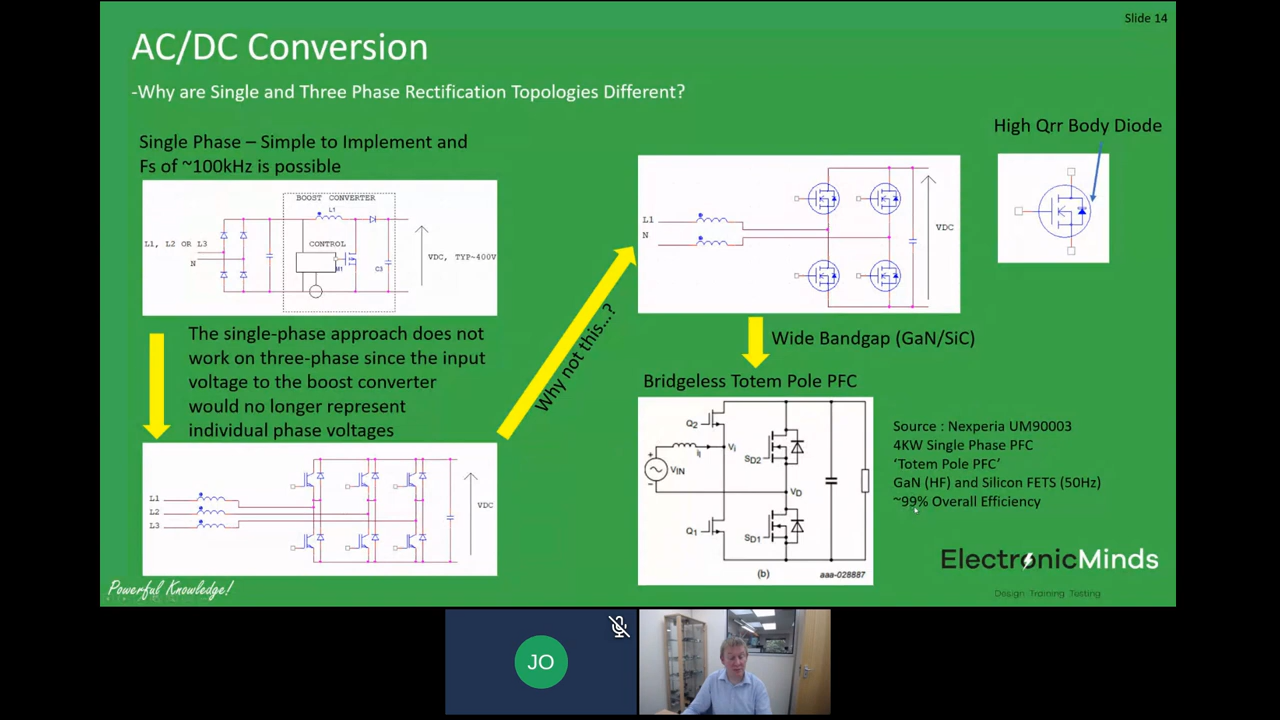 Slide 14
AC/DC Conversion
-Why are Single and Three Phase Rectification Topologies Different?
Single Phase – Simple to Implement and
Fs of ~100kHz is possible
BOOST CONVERTER
L1
L1, L2 OR L3
N
CONTROL
M1
C3
VDC, TYP~400V
The single-phase approach does not
work on three-phase since the input
voltage to the boost converter
would no longer represent
individual phase voltages
L1
L2
L3
VDC
Why not this...?
L1
N
VDC
High Qrr Body Diode
Wide Bandgap (GaN/SiC)
Bridgeless Totem Pole PFC
Q2
SD2
Vi
iL
VIN
VD
Q1
SD1
(b)
aaa-028887
Source : Nexperia UM90003
4KW Single Phase PFC
‘Totem Pole PFC’
GaN (HF) and Silicon FETS (50Hz)
~99% Overall Efficiency
ElectronicMinds
Design Training Testing
Powerful Knowledge!
JO